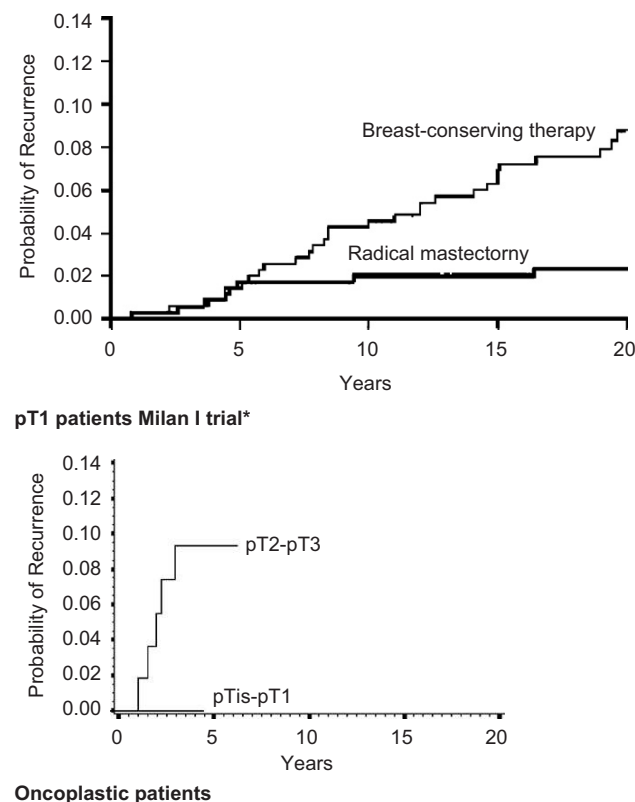 0.14
0.12
0.10
0.08
0.06
0.04
0.02
0.00
Probability of Recurrence
Breast-conserving therapy
Radical mastectorny
0 5 10 15 20
Years
pT1 patients Milan I trial*
0.14
0.12
0.10
0.08
0.06
0.04
0.02
0.00
Probability of Recurrence
pT2-pT3
pTis-pT1
0 5 10 15 20
Years
Oncoplastic patients